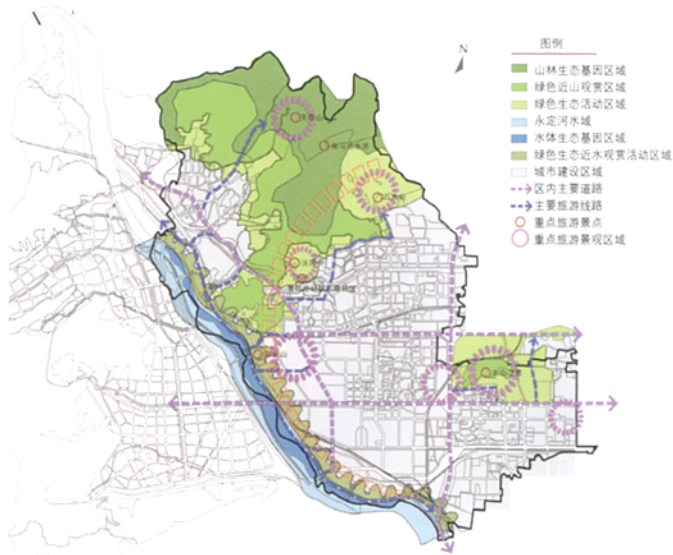 N
图例
山林生态基因区域
绿色近山观赏区域
绿色生态活动区域
永定河水域
水体生态基因区域
绿色生态近水观赏活动区域
城市建设区域
区内主要道路
主要旅游线路
重点旅游景点
重点旅游景观区域